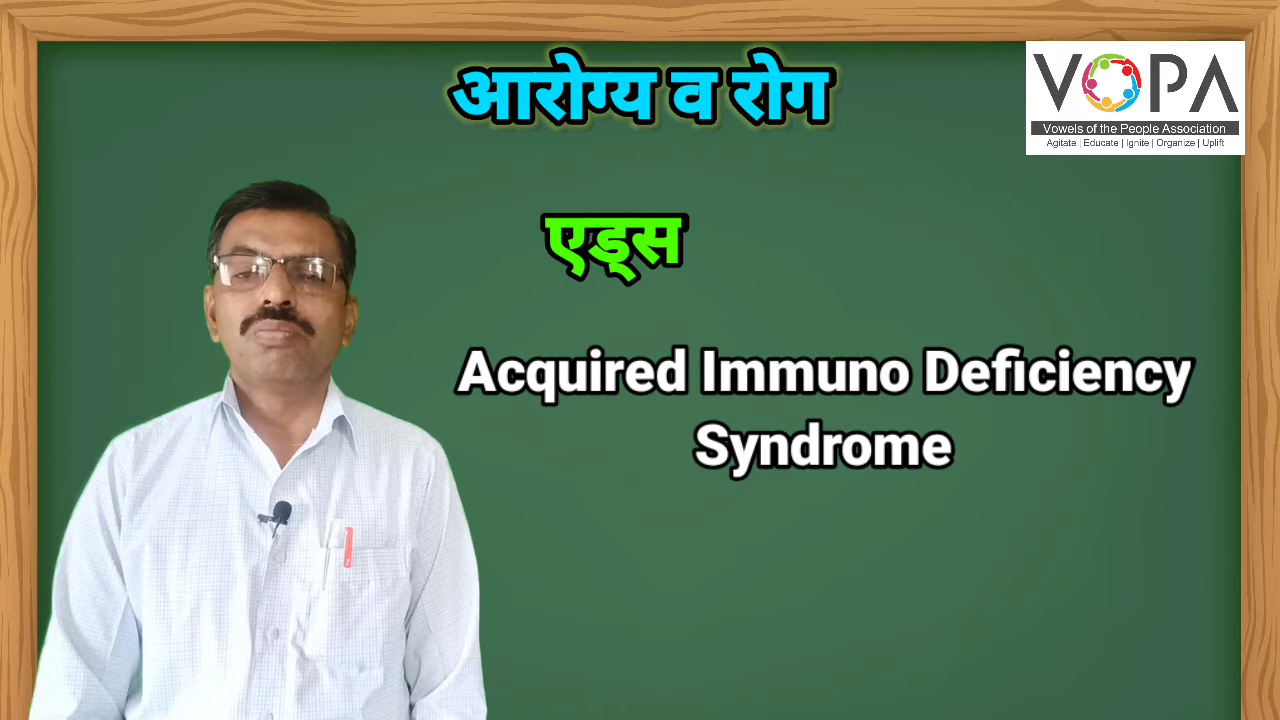 आरोग्य व रोग
VOPA
Vowels of the People Association
Agitate | Educate | Ignite | Organize | Uplift
एड्स
Acquired Immuno Deficiency
Syndrome